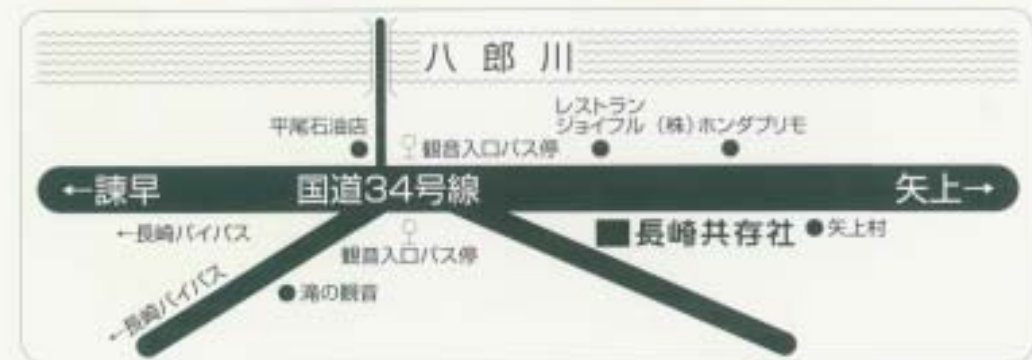 八郎川
平尾石油店
観音入口バス停
レストラン
ジョイフル
(株)ホンダプリモ
←諫早
国道34号線
矢上→
←長崎バイパス
長崎共存社
矢上村
観音入口バス停
←長崎バイパス
滝の観音